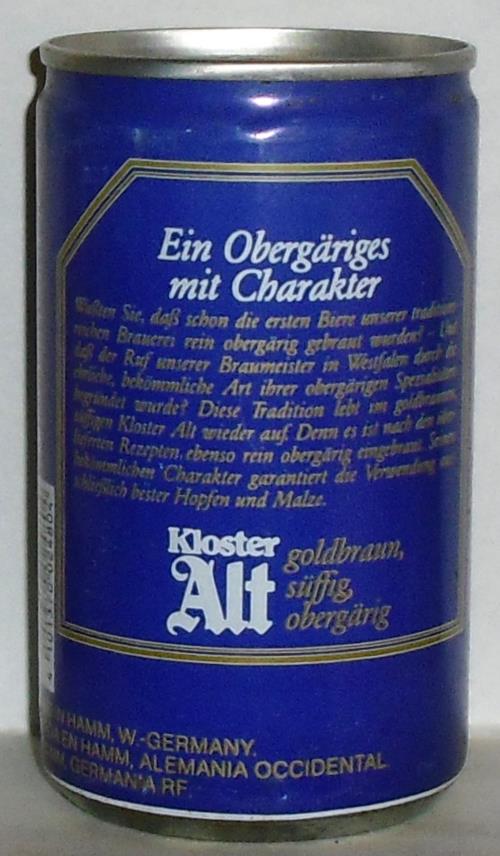 Ein Obergäriges
mit Charakter
Wußten Sie, daß schon die ersten Biere unserer traditions-
reichen Brauerei rein obergärig gebraut wurden? - Und
daß der Ruf unserer Braumeister in Westfalen durch die
ehrliche, bekömmliche Art ihrer obergärigen Spezialitäten
begründet wurde? Diese Tradition lebt im goldbraunen,
süffigen Kloster Alt wieder auf. Denn es ist nach den über-
lieferten Rezepten ebenso rein obergärig eingebraut. Seinen
bekömmlichen Charakter garantiert die Verwendung aus-
schließlich bester Hopfen und Malze.
Kloster
Alt
goldbraun,
süffig,
obergärig
IN HAMM, W.-GERMANY.
EN HAMM, ALEMANIA OCCIDENTAL.
GERMANIA RF